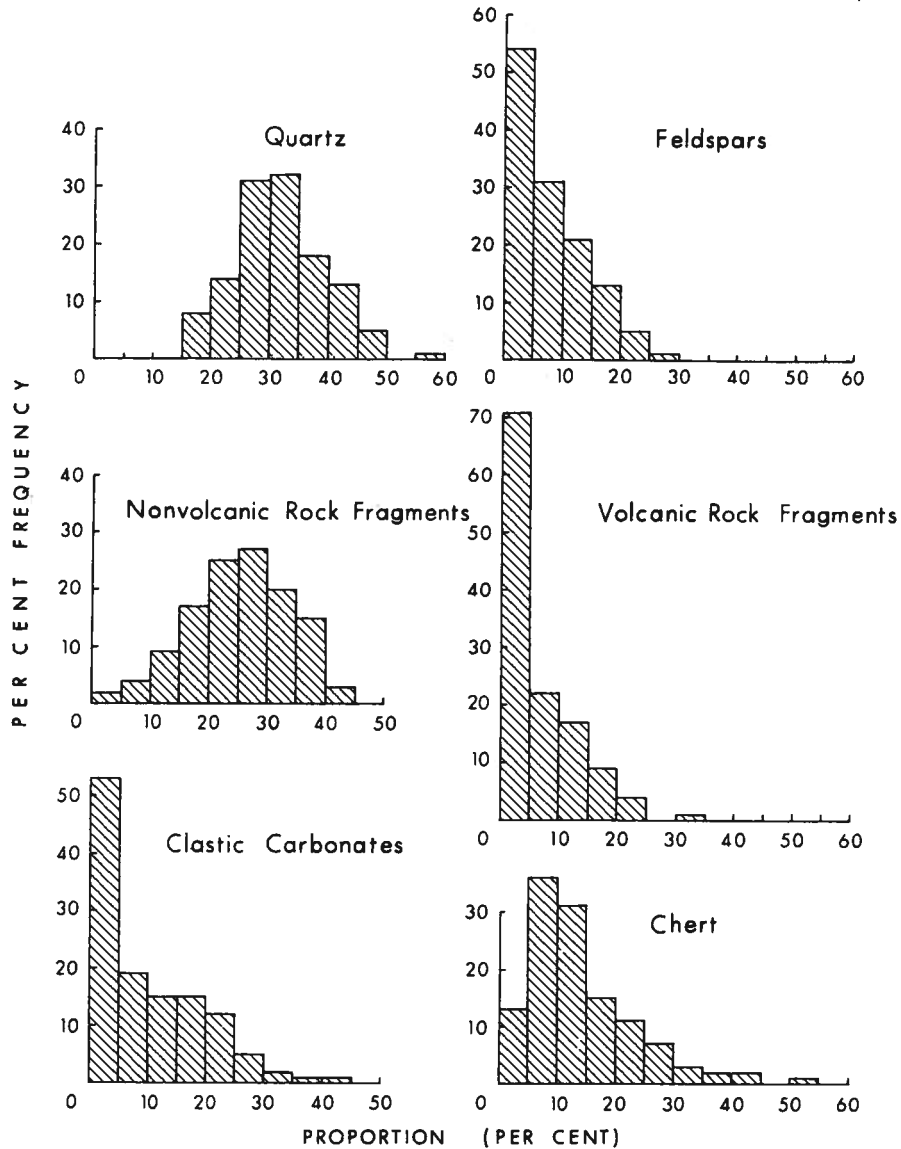 60
50
40
30
20
10
Feldspars
0 10 20 30 40 50 60
40
30
20
10
Quartz
0 10 20 30 40 50 60
PER CENT FREQUENCY
40
30
20
10
Nonvolcanic Rock Fragments
0 10 20 30 40 50
70
60
50
40
30
20
10
Volcanic Rock Fragments
0 10 20 30 40 50 60
50
40
30
20
10
Clastic Carbonates
0 10 20 30 40 50
30
20
10
Chert
0 10 20 30 40 50 60
PROPORTION (PER CENT)